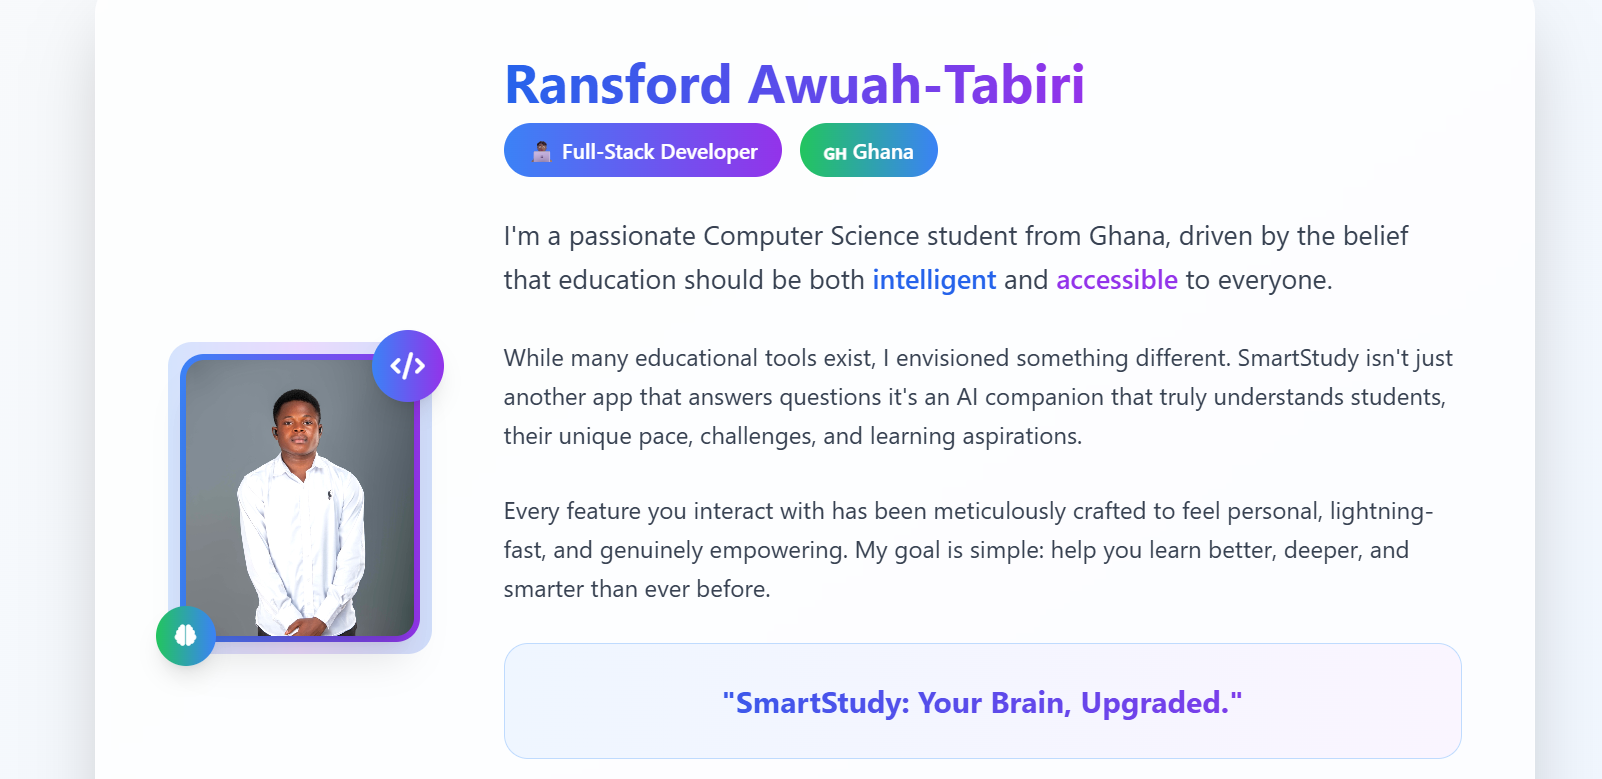 Ransford Awuah-Tabiri
Full-Stack Developer
GH Ghana
I'm a passionate Computer Science student from Ghana, driven by the belief
that education should be both intelligent and accessible to everyone.
While many educational tools exist, I envisioned something different. SmartStudy isn't just
another app that answers questions it's an AI companion that truly understands students,
their unique pace, challenges, and learning aspirations.
Every feature you interact with has been meticulously crafted to feel personal, lightning-
fast, and genuinely empowering. My goal is simple: help you learn better, deeper, and
smarter than ever before.
"SmartStudy: Your Brain, Upgraded."